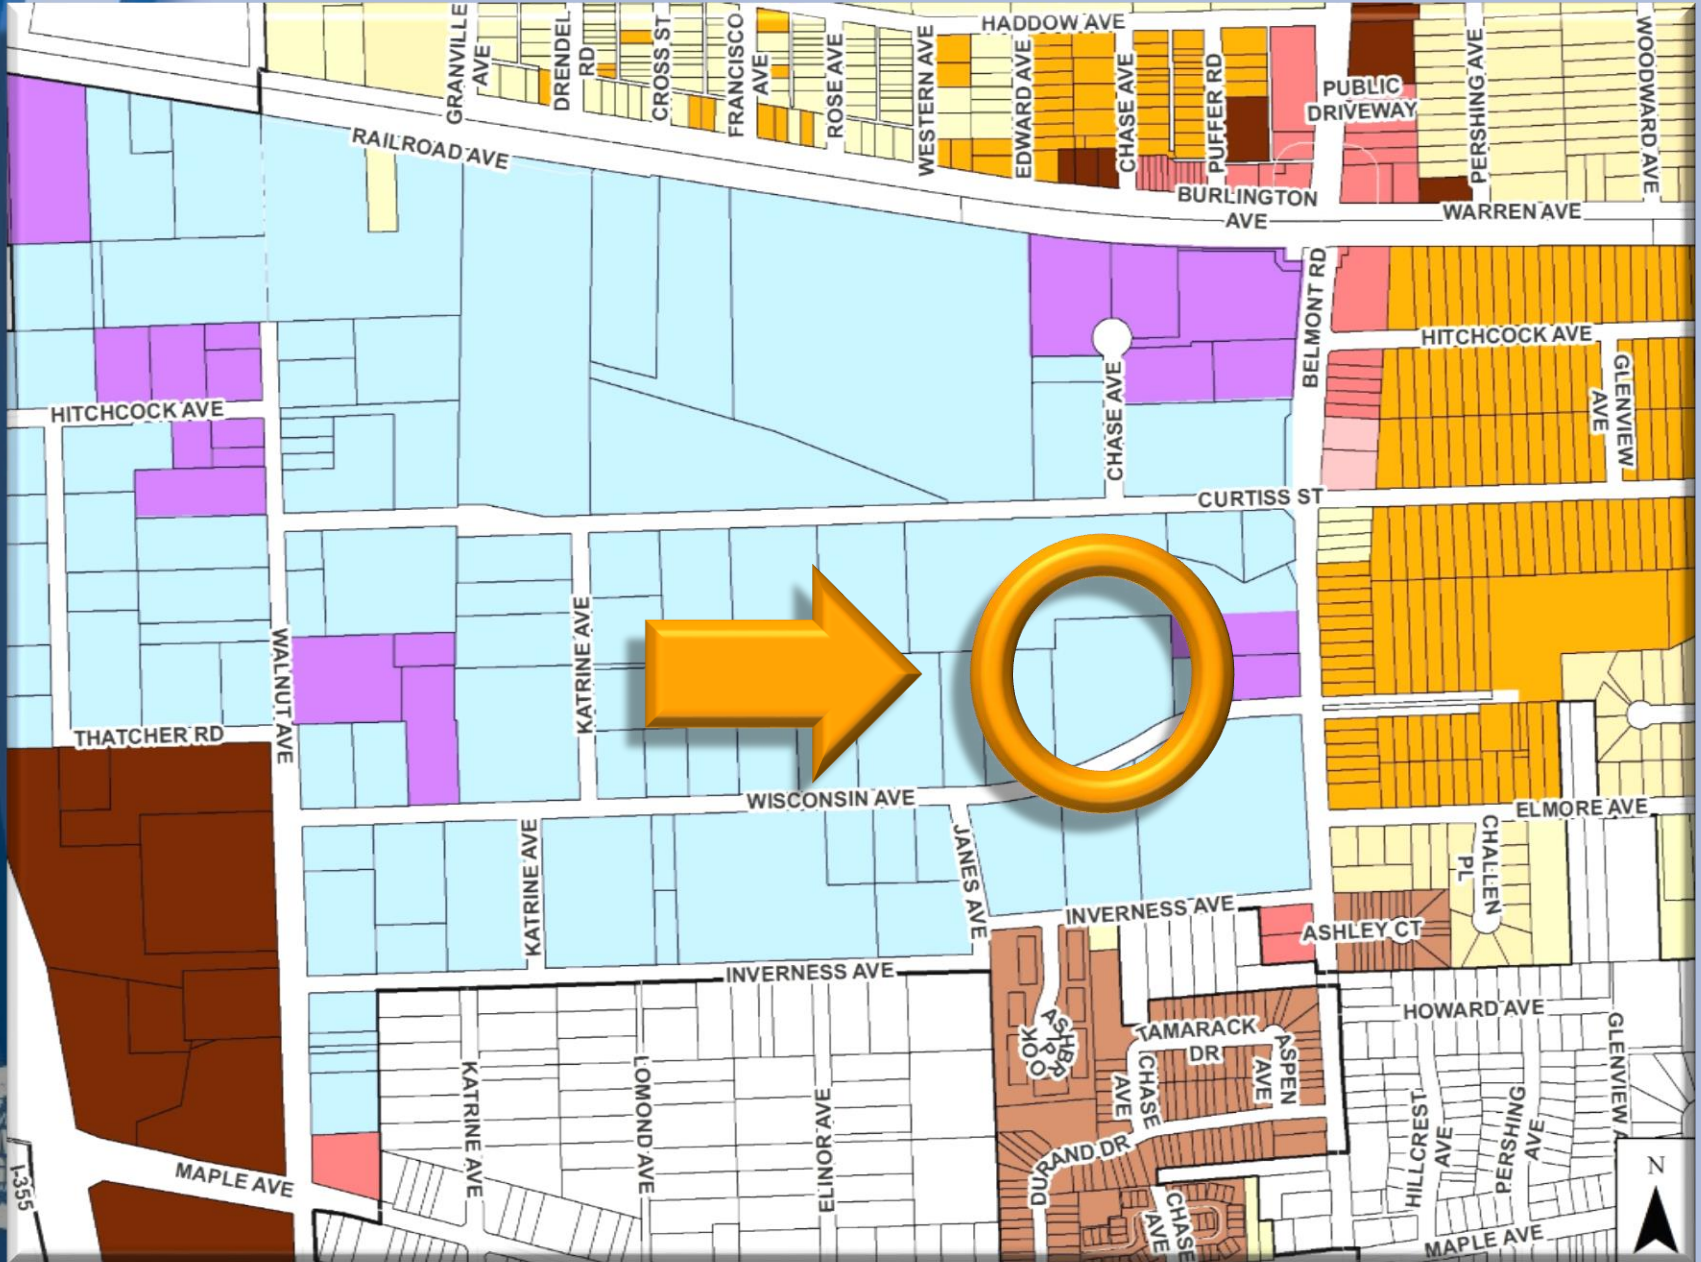 HADDOW AVE
GRANVILLE
AVE
DRENDEL
RD
CROSS ST
FRANCISCO
AVE
ROSE AVE
WESTERN AVE
EDWARD AVE
CHASE AVE
PUFFER RD
PUBLIC
DRIVEWAY
PERSHING AVE
WOODWARD AVE
RAILROAD AVE
BURLINGTON
AVE
WARREN AVE
BELMONT RD
HITCHCOCK AVE
GLENVIEW
AVE
HITCHCOCK AVE
CHASE AVE
CURTISS ST
WALNUT AVE
KATRINE AVE
THATCHER RD
WISCONSIN AVE
ELMORE AVE
KATRINE AVE
JANES AVE
CHALLEN
PL
INVERNESS AVE
ASHLEY CT
INVERNESS AVE
HOWARD AVE
ASHBR
OOK
PL
TAMARACK
DR
ASPEN
AVE
CHASE
AVE
GLENVIEW
KATRINE AVE
LOMOND AVE
ELINOR AVE
DURAND DR
HILLCREST
AVE
PERSHING
AVE
I-355
MAPLE AVE
CHASE
AVE
MAPLE AVE
N